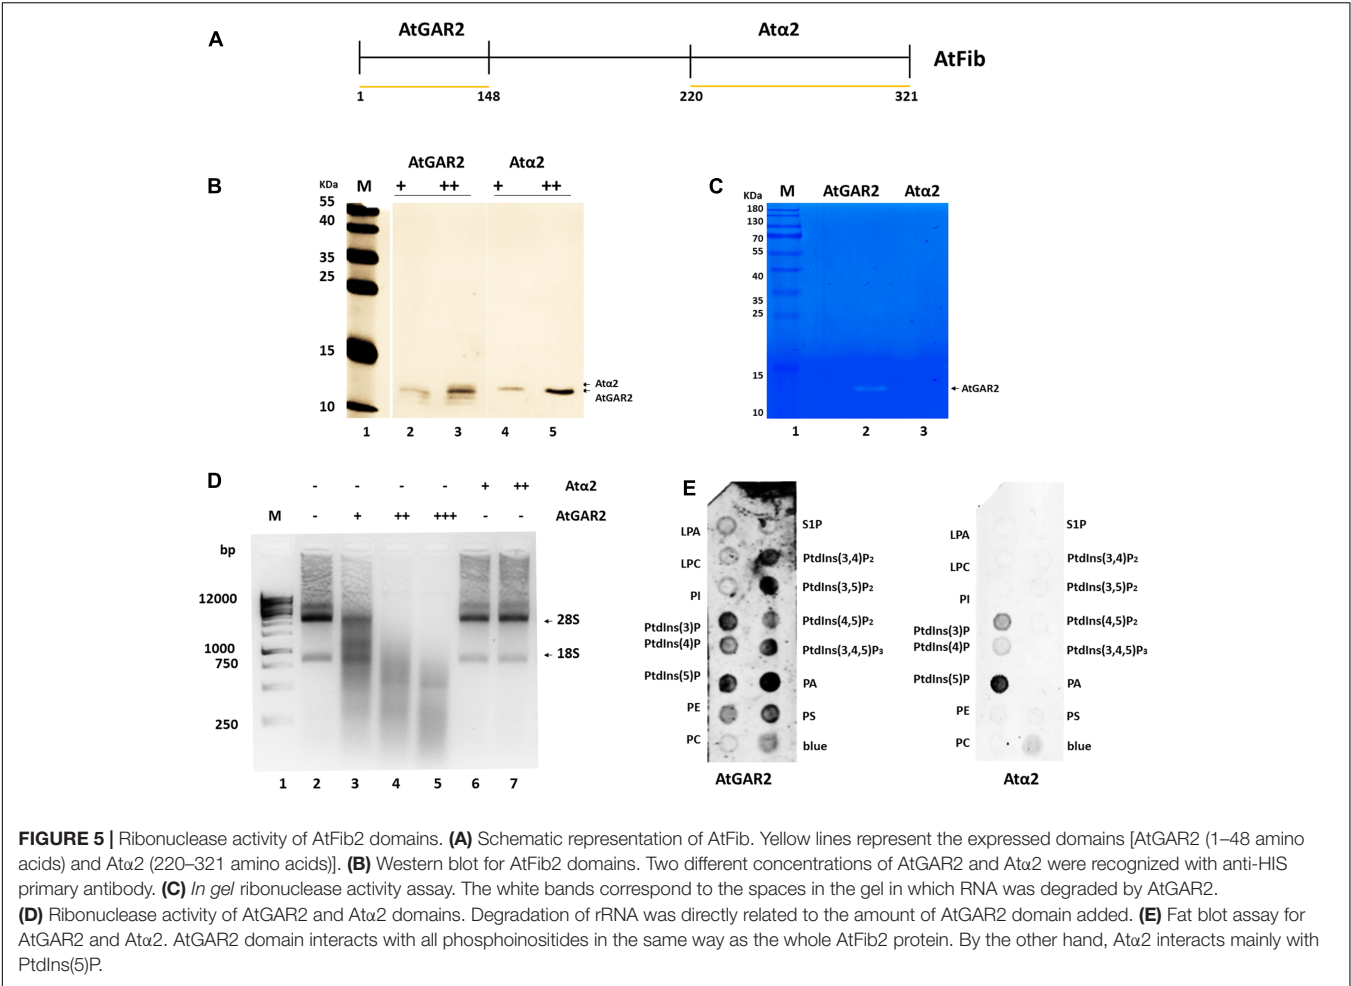 A
AtGAR2
Atα2
AtFib
1
148
220
321
B
AtGAR2
Atα2
KDa
M
+
++
+
++
55
40
35
25
15
10
Atα2
AtGAR2
1
2
3
4
5
C
KDa
M
AtGAR2
Atα2
180
130
70
55
40
35
25
15
10
AtGAR2
1
2
3
D
- - - - + ++ Atα2
M - + ++ +++ - - AtGAR2
bp
12000
1000
750
250
28S
18S
1 2 3 4 5 6 7
E
LPA
LPC
PI
PtdIns(3)P
PtdIns(4)P
PtdIns(5)P
PE
PC
S1P
PtdIns(3,4)P₂
PtdIns(3,5)P₂
PtdIns(4,5)P₂
PtdIns(3,4,5)P₃
PA
PS
blue
AtGAR2
LPA
LPC
PI
PtdIns(3)P
PtdIns(4)P
PtdIns(5)P
PE
PC
S1P
PtdIns(3,4)P₂
PtdIns(3,5)P₂
PtdIns(4,5)P₂
PtdIns(3,4,5)P₃
PA
PS
blue
Atα2
FIGURE 5 | Ribonuclease activity of AtFib2 domains. (A) Schematic representation of AtFib. Yellow lines represent the expressed domains [AtGAR2 (1–48 amino
acids) and Atα2 (220–321 amino acids)]. (B) Western blot for AtFib2 domains. Two different concentrations of AtGAR2 and Atα2 were recognized with anti-HIS
primary antibody. (C) In gel ribonuclease activity assay. The white bands correspond to the spaces in the gel in which RNA was degraded by AtGAR2.
(D) Ribonuclease activity of AtGAR2 and Atα2 domains. Degradation of rRNA was directly related to the amount of AtGAR2 domain added. (E) Fat blot assay for
AtGAR2 and Atα2. AtGAR2 domain interacts with all phosphoinositides in the same way as the whole AtFib2 protein. By the other hand, Atα2 interacts mainly with
PtdIns(5)P.